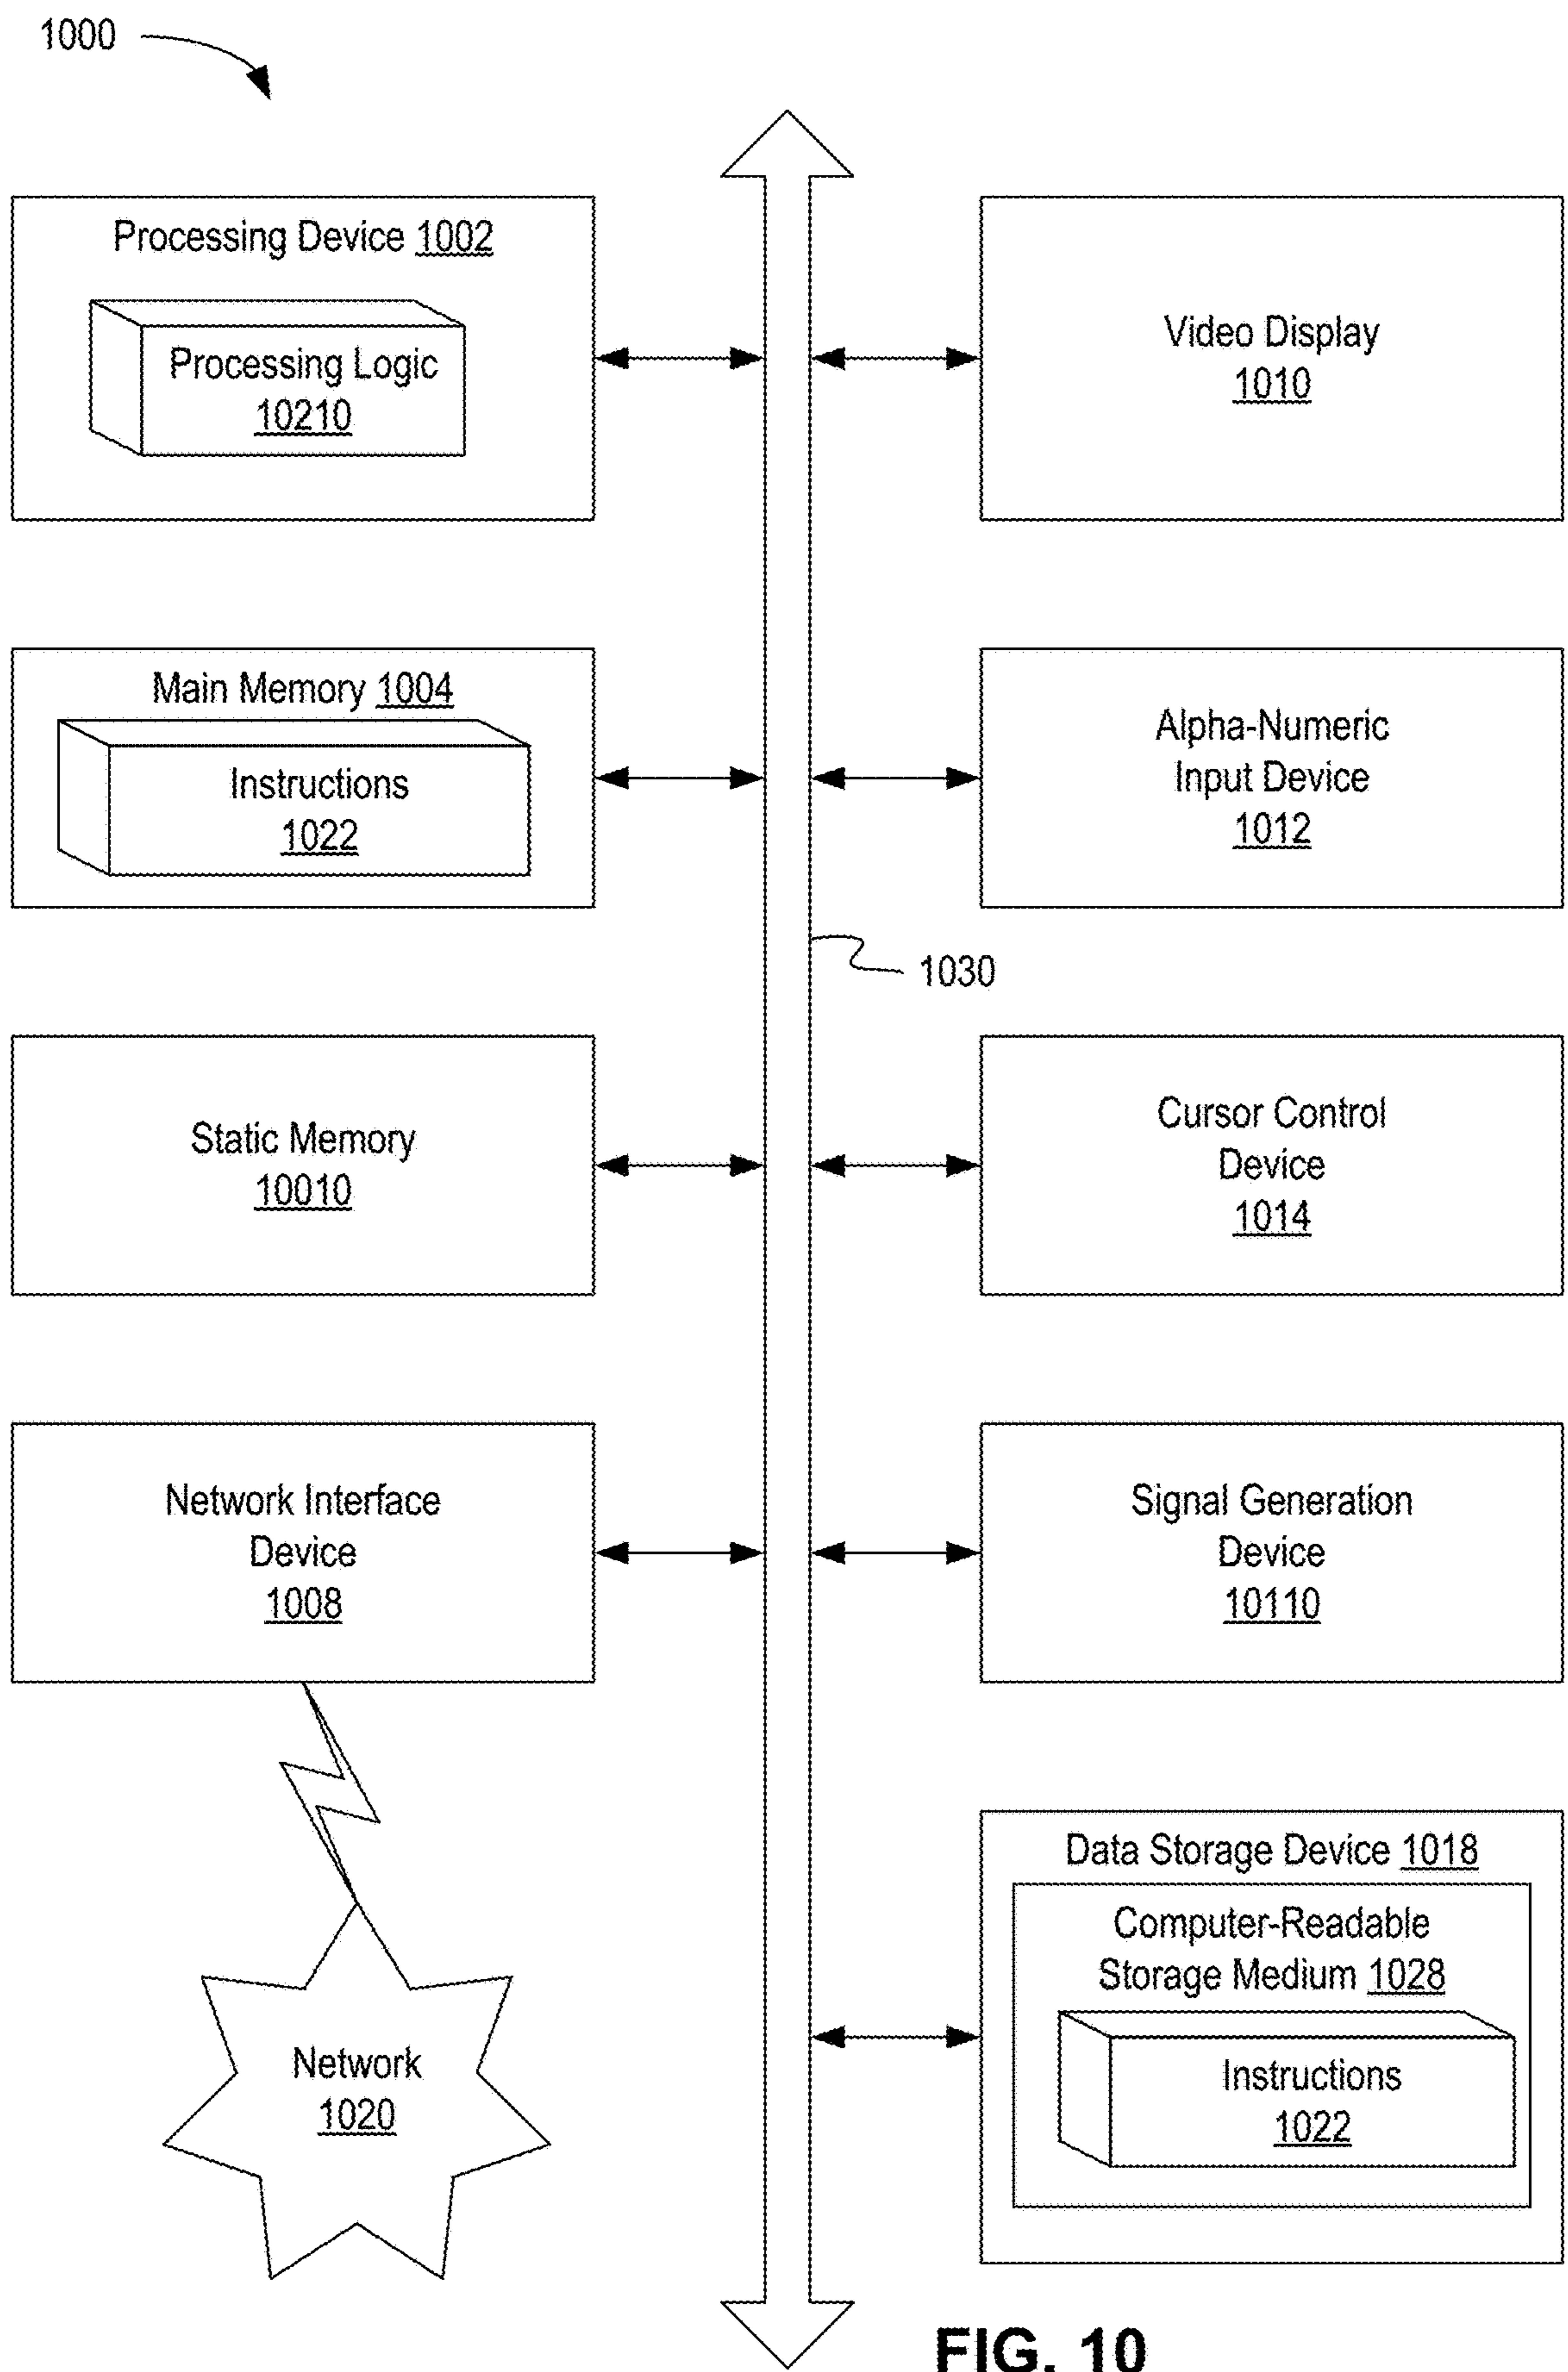 1000
Processing Device 1002
Processing Logic
10210
Video Display
1010
Main Memory 1004
Instructions
1022
Alpha-Numeric
Input Device
1012
1030
Static Memory
10010
Cursor Control
Device
1014
Network Interface
Device
1008
Signal Generation
Device
10110
Data Storage Device 1018
Computer-Readable
Storage Medium 1028
Instructions
1022
Network
1020
FIG. 10